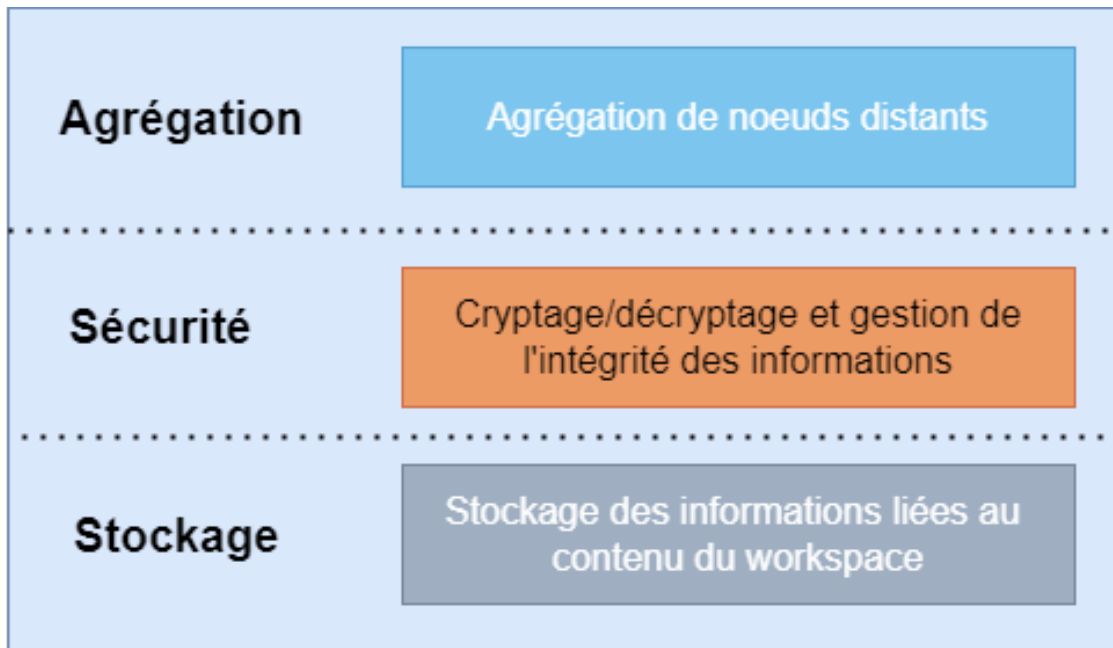 Agrégation
Agrégation de noeuds distants
Sécurité
Cryptage/décryptage et gestion de
l'intégrité des informations
Stockage
Stockage des informations liées au
contenu du workspace